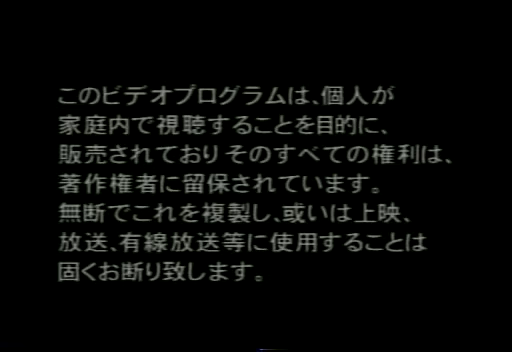 このビデオプログラムは、個人が
家庭内で視聴することを目的に、
販売されておりそのすべての権利は、
著作権者に留保されています。
無断でこれを複製し、或いは上映、
放送、有線放送等に使用することは
固くお断り致します。